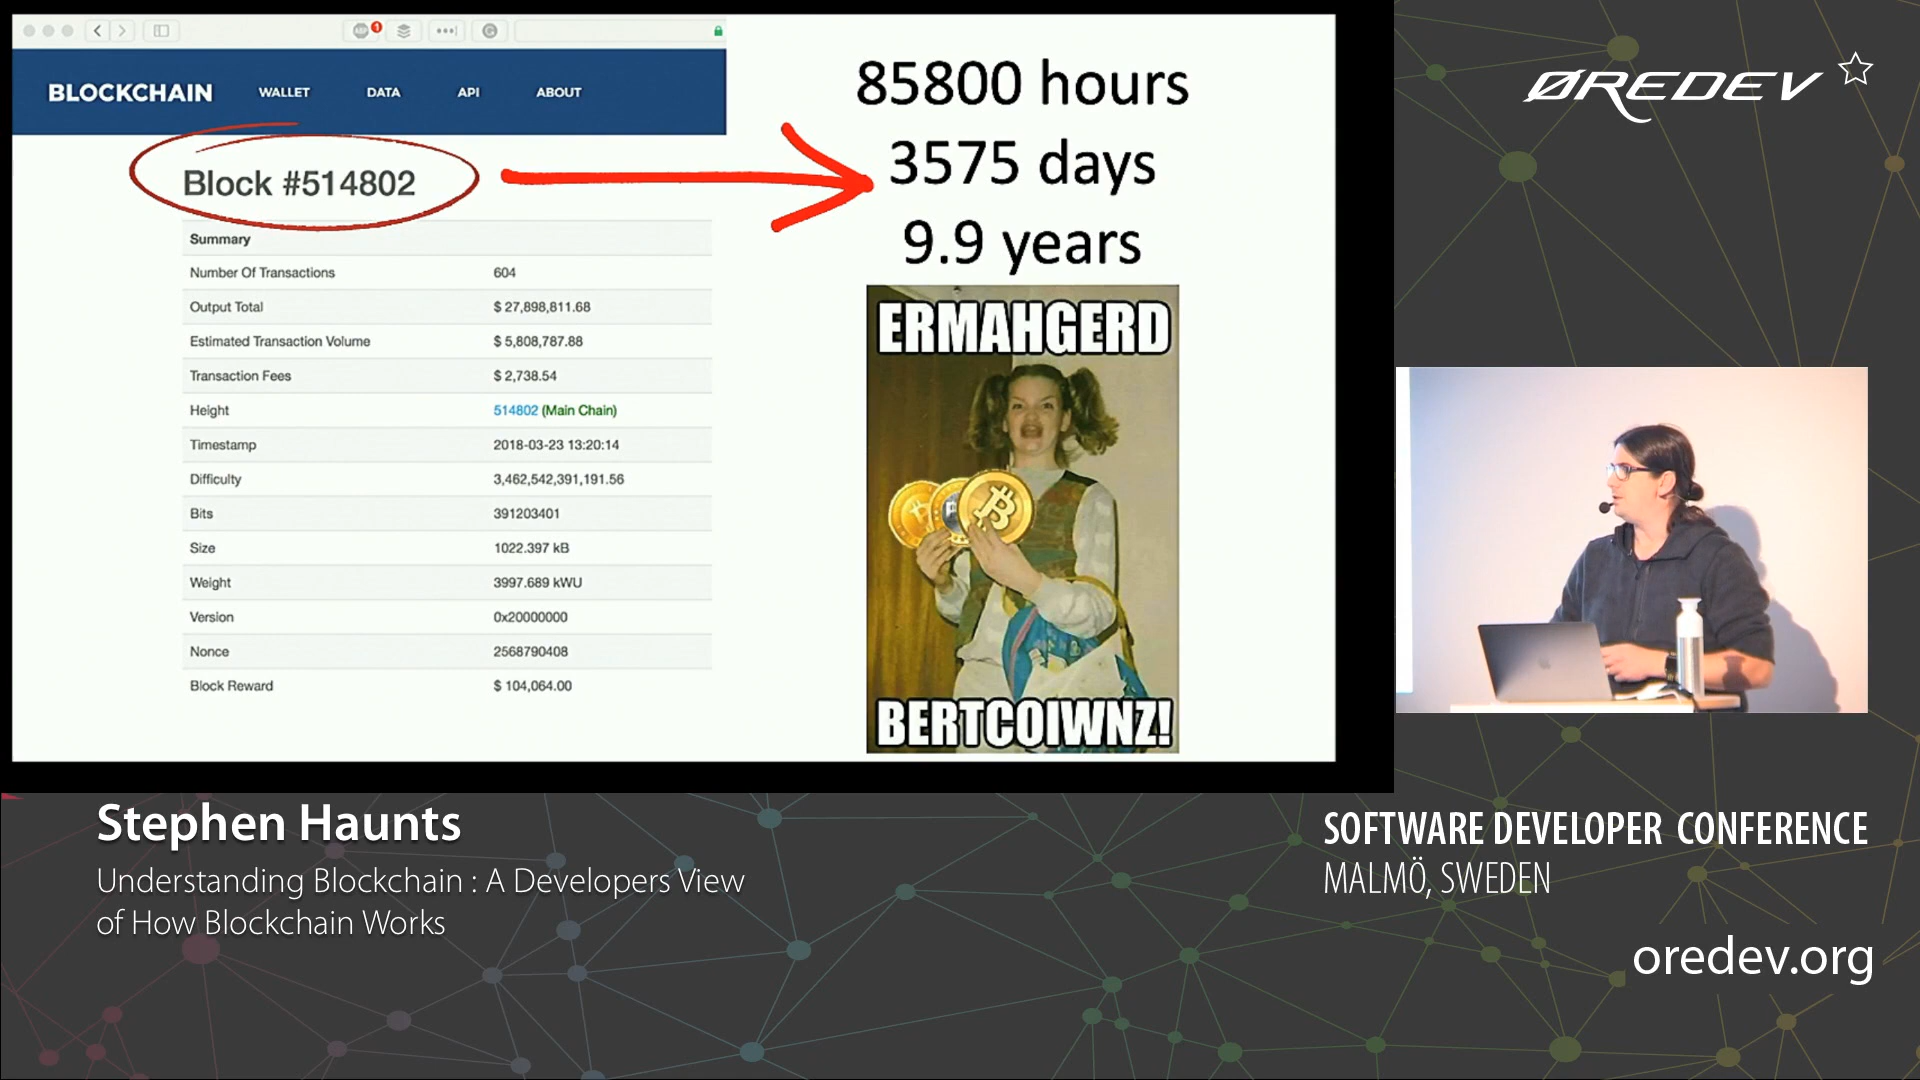 BLOCKCHAIN WALLET DATA API ABOUT
Block #514802
Summary
Number Of Transactions 604
Output Total $ 27,898,811.68
Estimated Transaction Volume $ 5,808,787.88
Transaction Fees $ 2,738.54
Height 514802 (Main Chain)
Timestamp 2018-03-23 13:20:14
Difficulty 3,462,542,391,191.56
Bits 391203401
Size 1022.397 kB
Weight 3997.689 kWU
Version 0x20000000
Nonce 2568790408
Block Reward $ 104,064.00
85800 hours
3575 days
9.9 years
ERMAHGERD
BERTCOIWNZ!
ØREDEV
Stephen Haunts
Understanding Blockchain : A Developers View
of How Blockchain Works
SOFTWARE DEVELOPER CONFERENCE
MALMÖ, SWEDEN
oredev.org